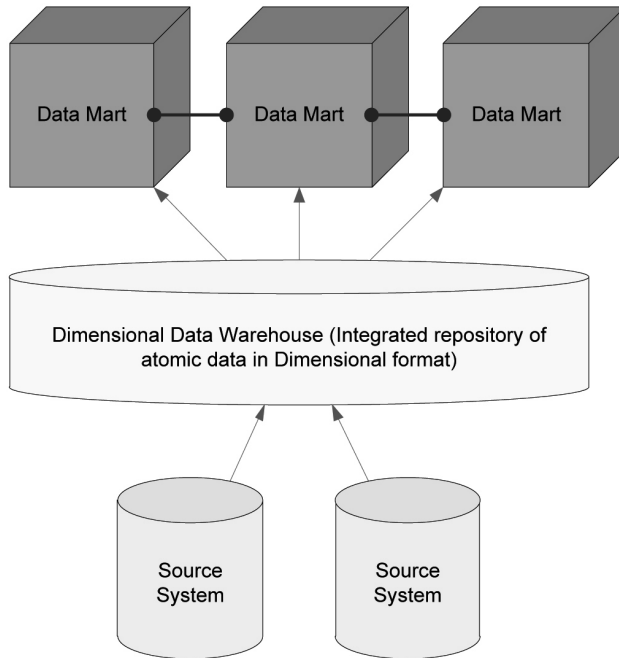 Data Mart
Data Mart
Data Mart
Dimensional Data Warehouse (Integrated repository of
atomic data in Dimensional format)
Source
System
Source
System